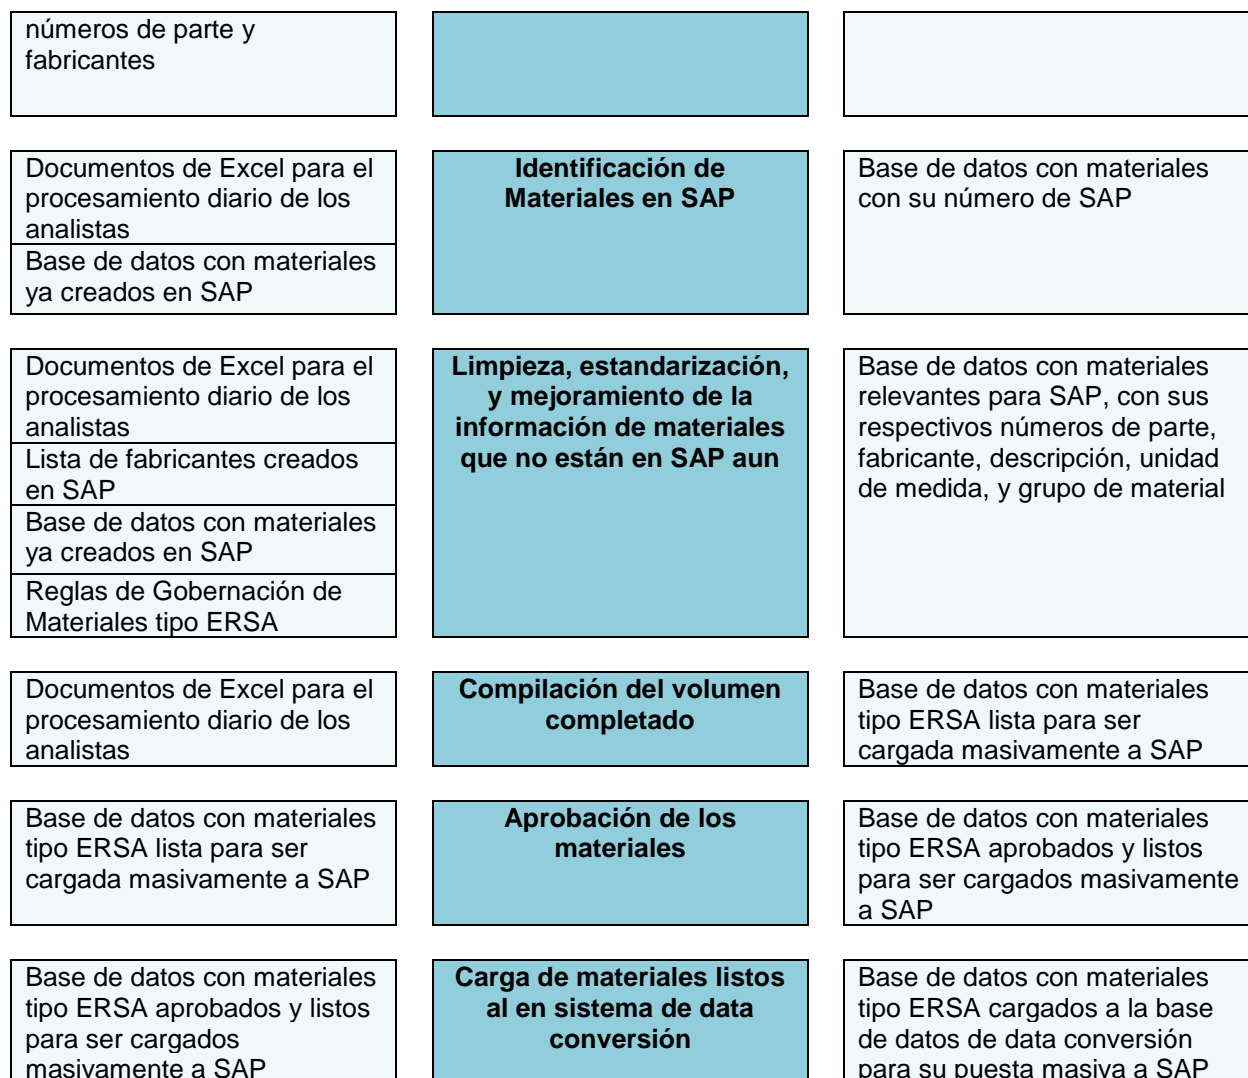 números de parte y
fabricantes
Documentos de Excel para el
procesamiento diario de los
analistas
Base de datos con materiales
ya creados en SAP
Identificación de
Materiales en SAP
Base de datos con materiales
con su número de SAP
Documentos de Excel para el
procesamiento diario de los
analistas
Lista de fabricantes creados
en SAP
Base de datos con materiales
ya creados en SAP
Reglas de Gobernación de
Materiales tipo ERSA
Limpieza, estandarización,
y mejoramiento de la
información de materiales
que no están en SAP aun
Base de datos con materiales
relevantes para SAP, con sus
respectivos números de parte,
fabricante, descripción, unidad
de medida, y grupo de material
Documentos de Excel para el
procesamiento diario de los
analistas
Compilación del volumen
completado
Base de datos con materiales
tipo ERSA lista para ser
cargada masivamente a SAP
Base de datos con materiales
tipo ERSA lista para ser
cargada masivamente a SAP
Aprobación de los
materiales
Base de datos con materiales
tipo ERSA aprobados y listos
para ser cargados masivamente
a SAP
Base de datos con materiales
tipo ERSA aprobados y listos
para ser cargados
masivamente a SAP
Carga de materiales listos
al en sistema de data
conversión
Base de datos con materiales
tipo ERSA cargados a la base
de datos de data conversión
para su puesta masiva a SAP